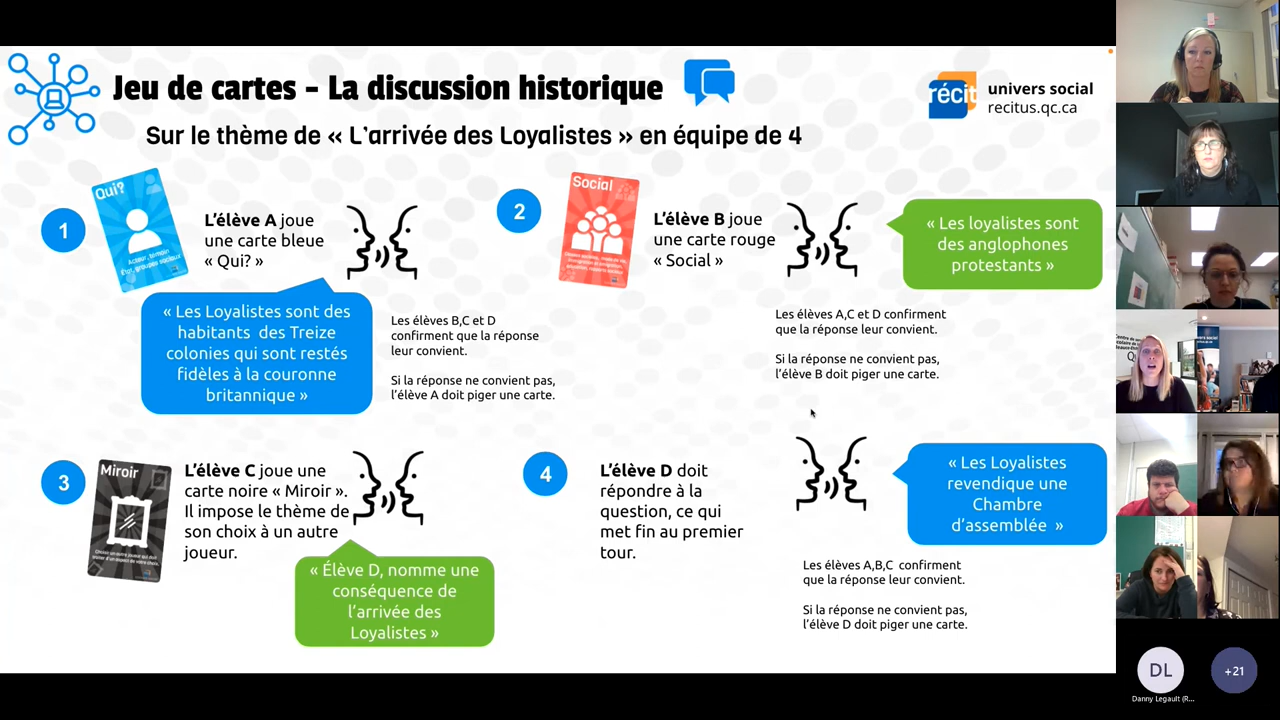 Jeu de cartes - La discussion historique
récit
univers social
recitus.qc.ca
Sur le thème de « L'arrivée des Loyalistes » en équipe de 4
1
Qui?
Acteur, témoin
État, groupes sociaux
L'élève A joue
une carte bleue
« Qui? »
« Les Loyalistes sont des
habitants des Treize
colonies qui sont restés
fidèles à la couronne
britannique »
Les élèves B,C et D
confirment que la réponse
leur convient.
Si la réponse ne convient pas,
l'élève A doit piger une carte.
2
Social
L'élève B joue
une carte rouge
« Social »
« Les loyalistes sont
des anglophones
protestants »
Les élèves A,C et D confirment
que la réponse leur convient.
Si la réponse ne convient pas,
l'élève B doit piger une carte.
3
Miroir
L'élève C joue une
carte noire « Miroir ».
Il impose le thème de
son choix à un autre
joueur.
« Élève D, nomme une
conséquence de
l'arrivée des
Loyalistes »
4
L'élève D doit
répondre à la
question, ce qui
met fin au premier
tour.
« Les Loyalistes
revendique une
Chambre
d'assemblée »
Les élèves A,B,C confirment
que la réponse leur convient.
Si la réponse ne convient pas,
l'élève D doit piger une carte.
DL
Danny Legault (R...
+21